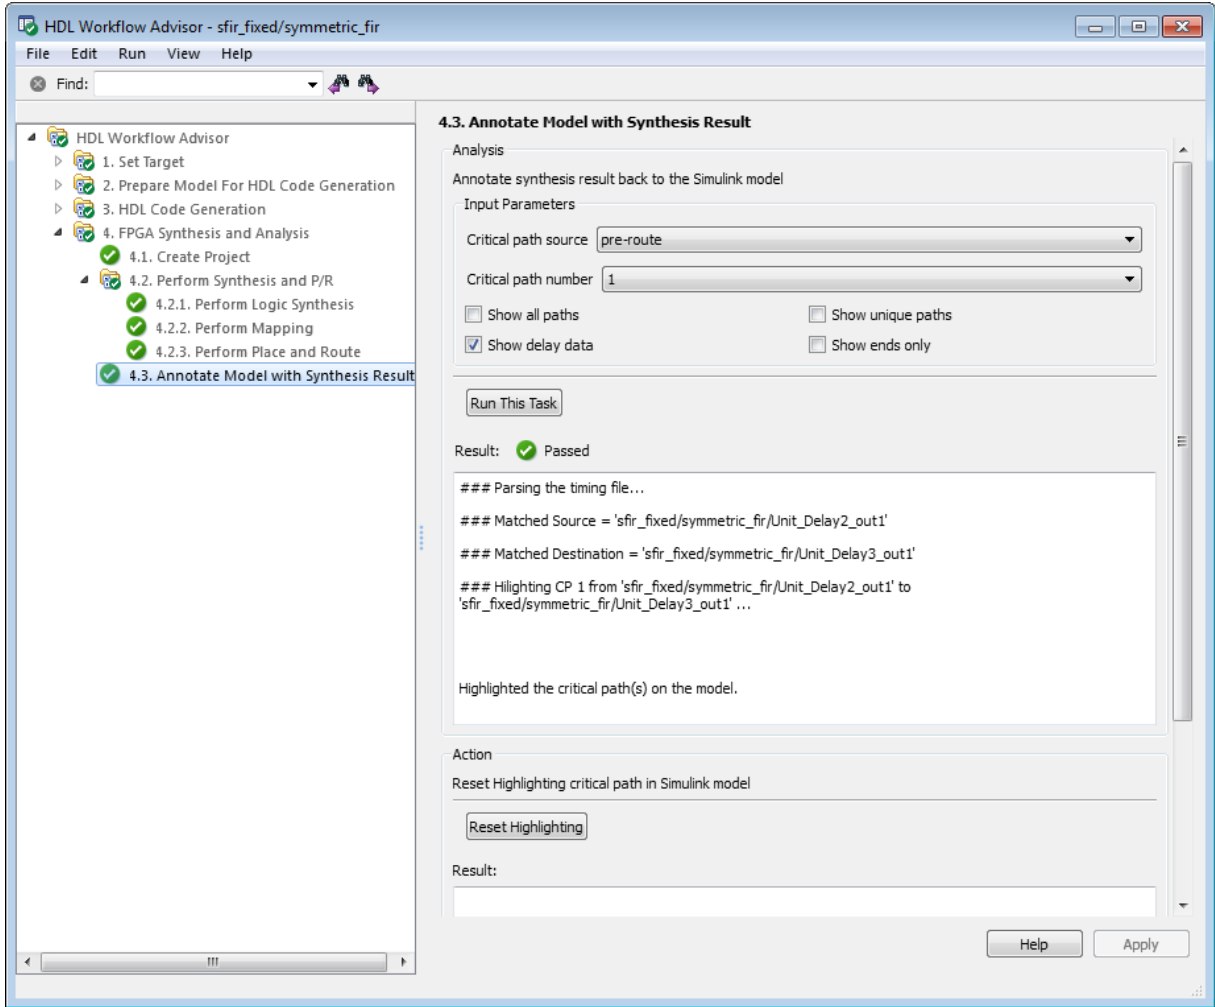 HDL Workflow Advisor - sfir_fixed/symmetric_fir
File Edit Run View Help
Find:
HDL Workflow Advisor
1. Set Target
2. Prepare Model For HDL Code Generation
3. HDL Code Generation
4. FPGA Synthesis and Analysis
4.1. Create Project
4.2. Perform Synthesis and P/R
4.2.1. Perform Logic Synthesis
4.2.2. Perform Mapping
4.2.3. Perform Place and Route
4.3. Annotate Model with Synthesis Result
4.3. Annotate Model with Synthesis Result
Analysis
Annotate synthesis result back to the Simulink model
Input Parameters
Critical path source pre-route
Critical path number 1
Show all paths Show unique paths
Show delay data Show ends only
Run This Task
Result: Passed
### Parsing the timing file...
### Matched Source = 'sfir_fixed/symmetric_fir/Unit_Delay2_out1'
### Matched Destination = 'sfir_fixed/symmetric_fir/Unit_Delay3_out1'
### Hilighting CP 1 from 'sfir_fixed/symmetric_fir/Unit_Delay2_out1' to
'sfir_fixed/symmetric_fir/Unit_Delay3_out1' ...
Highlighted the critical path(s) on the model.
Action
Reset Highlighting critical path in Simulink model
Reset Highlighting
Result:
Help Apply